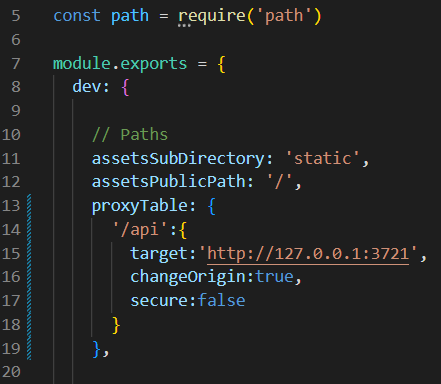 5 const path = require('path')
6
7 module.exports = {
8 dev: {
9
10 // Paths
11 assetsSubDirectory: 'static',
12 assetsPublicPath: '/',
13 proxyTable: {
14 '/api':{
15 target:'http://127.0.0.1:3721',
16 changeOrigin:true,
17 secure:false
18 }
19 },
20